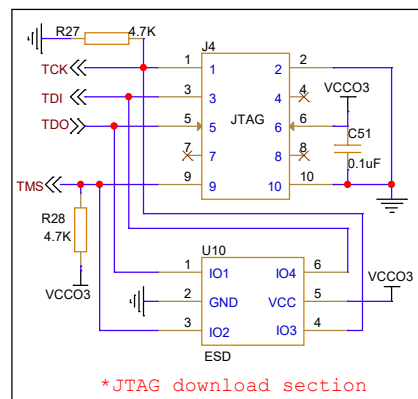 R27 4.7K
J4
TCK 1 1 2 2
VCCO3
TDI 3 3 4 4
TDO 5 5 6 6
JTAG
C51
7 7 8 8
0.1uF
TMS 9 9 10 10
R28
4.7K
U10
VCCO3
1 IO1 IO4 6
VCCO3
2 GND VCC 5
3 IO2 IO3 4
ESD
*JTAG download section